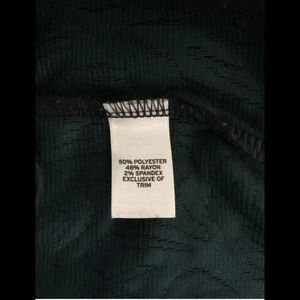 50% POLYESTER
48% RAYON
2% SPANDEX
EXCLUSIVE OF
TRIM